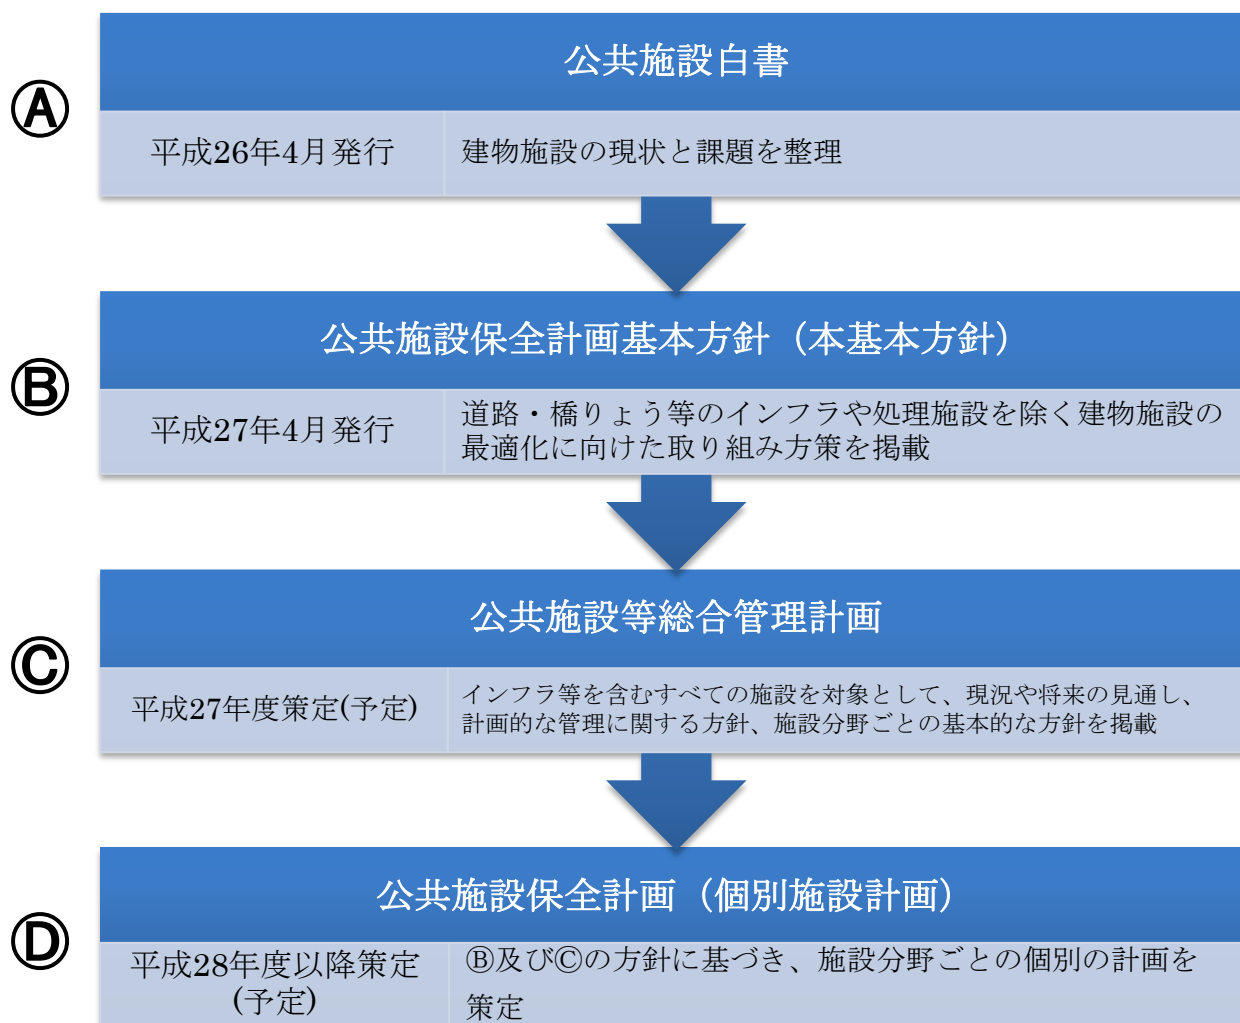 公共施設白書
Ⓐ
平成26年4月発行
建物施設の現状と課題を整理
公共施設保全計画基本方針（本基本方針）
Ⓑ
平成27年4月発行
道路・橋りょう等のインフラや処理施設を除く建物施設の
最適化に向けた取り組み方策を掲載
公共施設等総合管理計画
Ⓒ
平成27年度策定(予定)
インフラ等を含むすべての施設を対象として、現況や将来の見通し、
計画的な管理に関する方針、施設分野ごとの基本的な方針を掲載
公共施設保全計画（個別施設計画）
Ⓓ
平成28年度以降策定
(予定)
Ⓑ及びⒸの方針に基づき、施設分野ごとの個別の計画を
策定